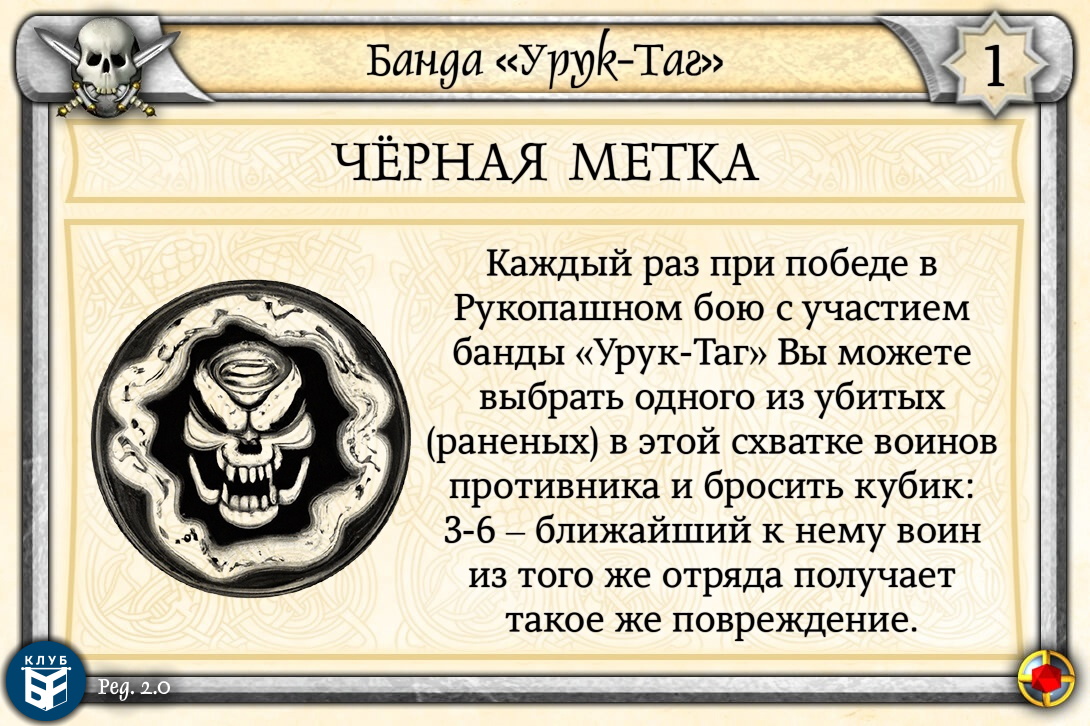 Банда «Урук-Таг»
1
ЧЁРНАЯ МЕТКА
Каждый раз при победе в
Рукопашном бою с участием
банды «Урук-Таг» Вы можете
выбрать одного из убитых
(раненых) в этой схватке воинов
противника и бросить кубик:
3-6 – ближайший к нему воин
из того же отряда получает
такое же повреждение.
КЛУБ
БГ
Ред. 2.0